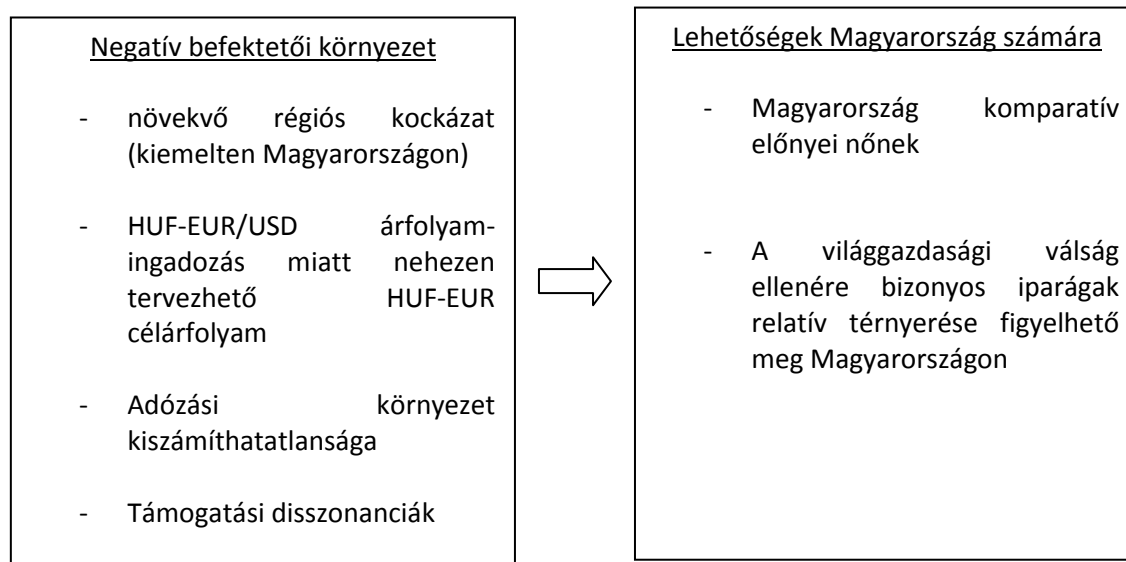 Negatív befektetői környezet
- növekvő régiós kockázat
(kiemelten Magyarországon)
- HUF-EUR/USD árfolyam-
ingadozás miatt nehezen
tervezhető HUF-EUR
célárfolyam
- Adózási környezet
kiszámíthatatlansága
- Támogatási disszonanciák
Lehetőségek Magyarország számára
- Magyarország komparatív
előnyei nőnek
- A világgazdasági válság
ellenére bizonyos iparágak
relatív térnyerése figyelhető
meg Magyarországon